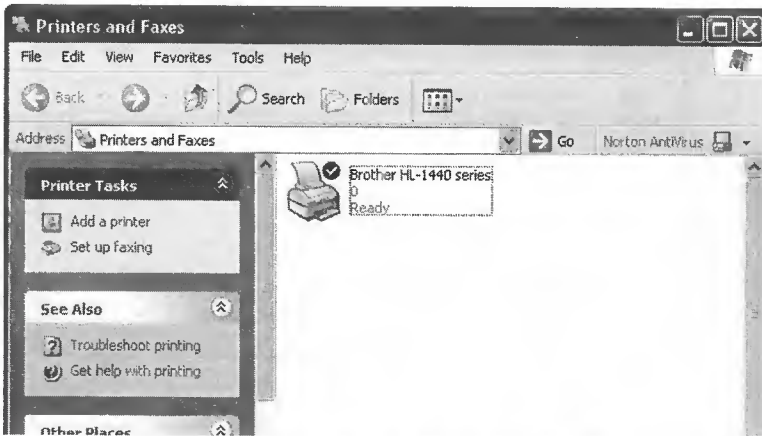 Printers and Faxes
File Edit View Favorites Tools Help
Back Search Folders
Address Printers and Faxes Go Norton AntiVirus
Printer Tasks
Add a printer
Set up faxing
See Also
Troubleshoot printing
Get help with printing
Other Places
Brother HL-1440 series
0
Ready